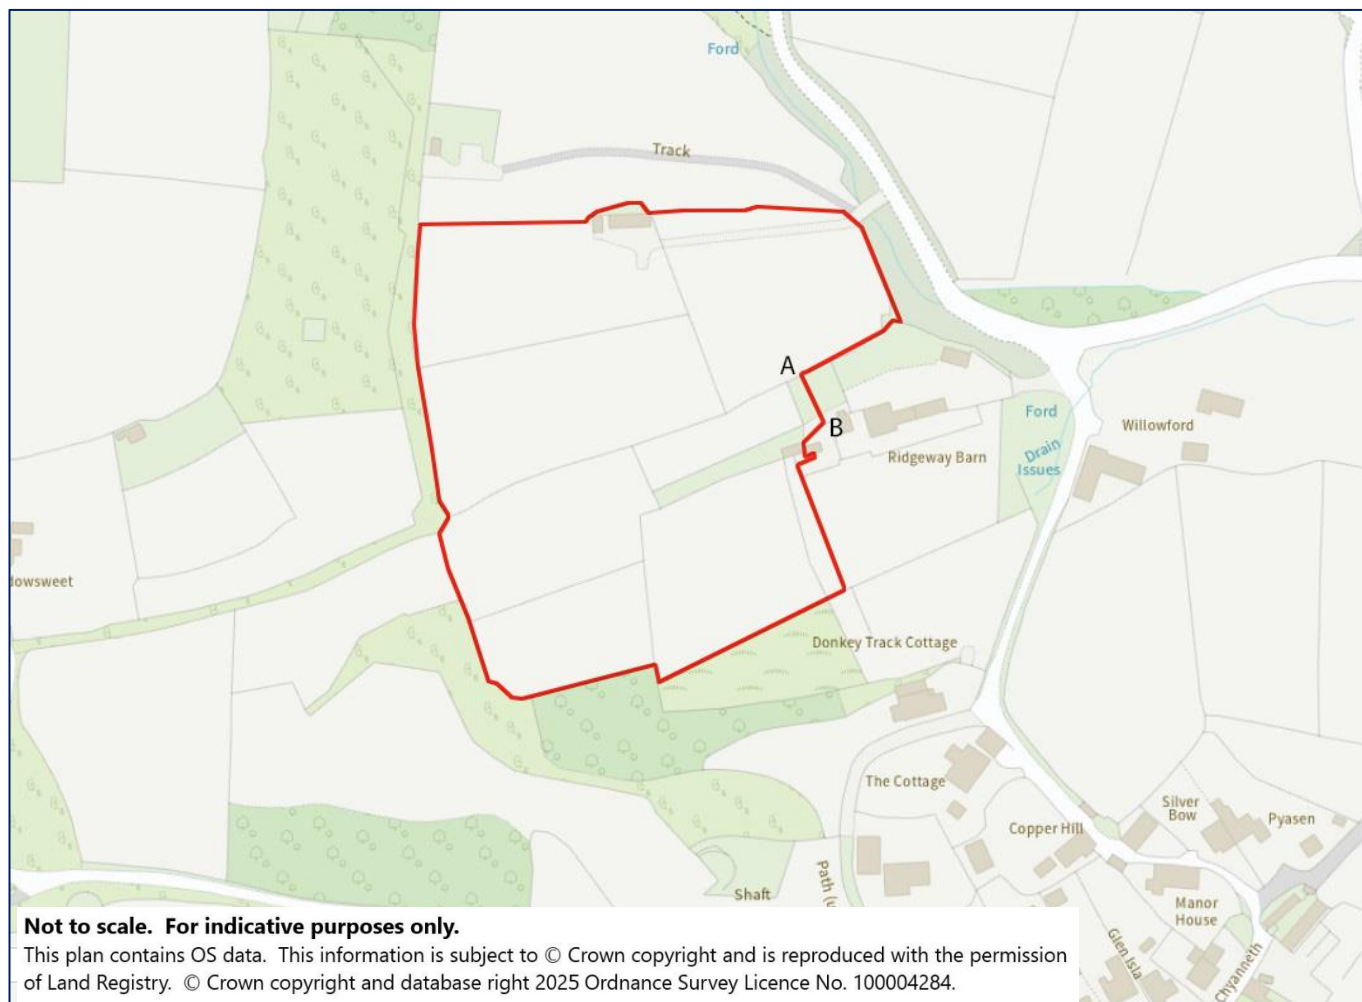 Ford
Track
A
B
Ford
Willowford
Drain
Issues
Ridgeway Barn
dowsweet
Donkey Track Cottage
The Cottage
Silver
Bow
Pyasen
Copper Hill
Path (u
Shaft
Manor
House
Glen Isla
Chyanneth
Not to scale. For indicative purposes only.
This plan contains OS data. This information is subject to © Crown copyright and is reproduced with the permission
of Land Registry. © Crown copyright and database right 2025 Ordnance Survey Licence No. 100004284.